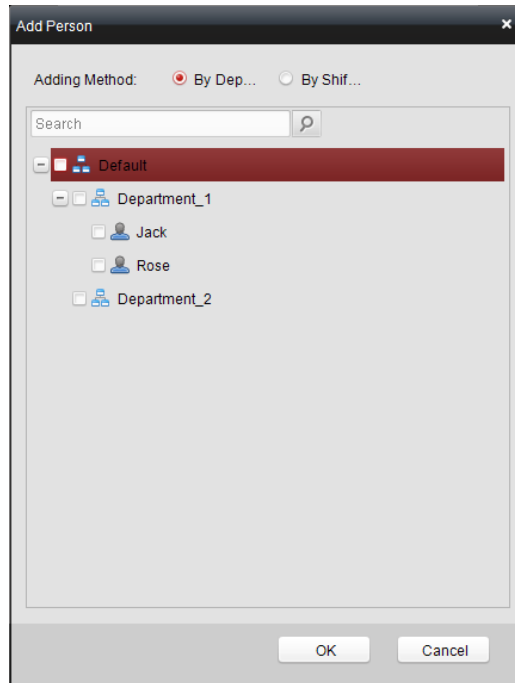 Add Person
Adding Method: By Dep... By Shif...
Search
Default
Department_1
Jack
Rose
Department_2
OK Cancel